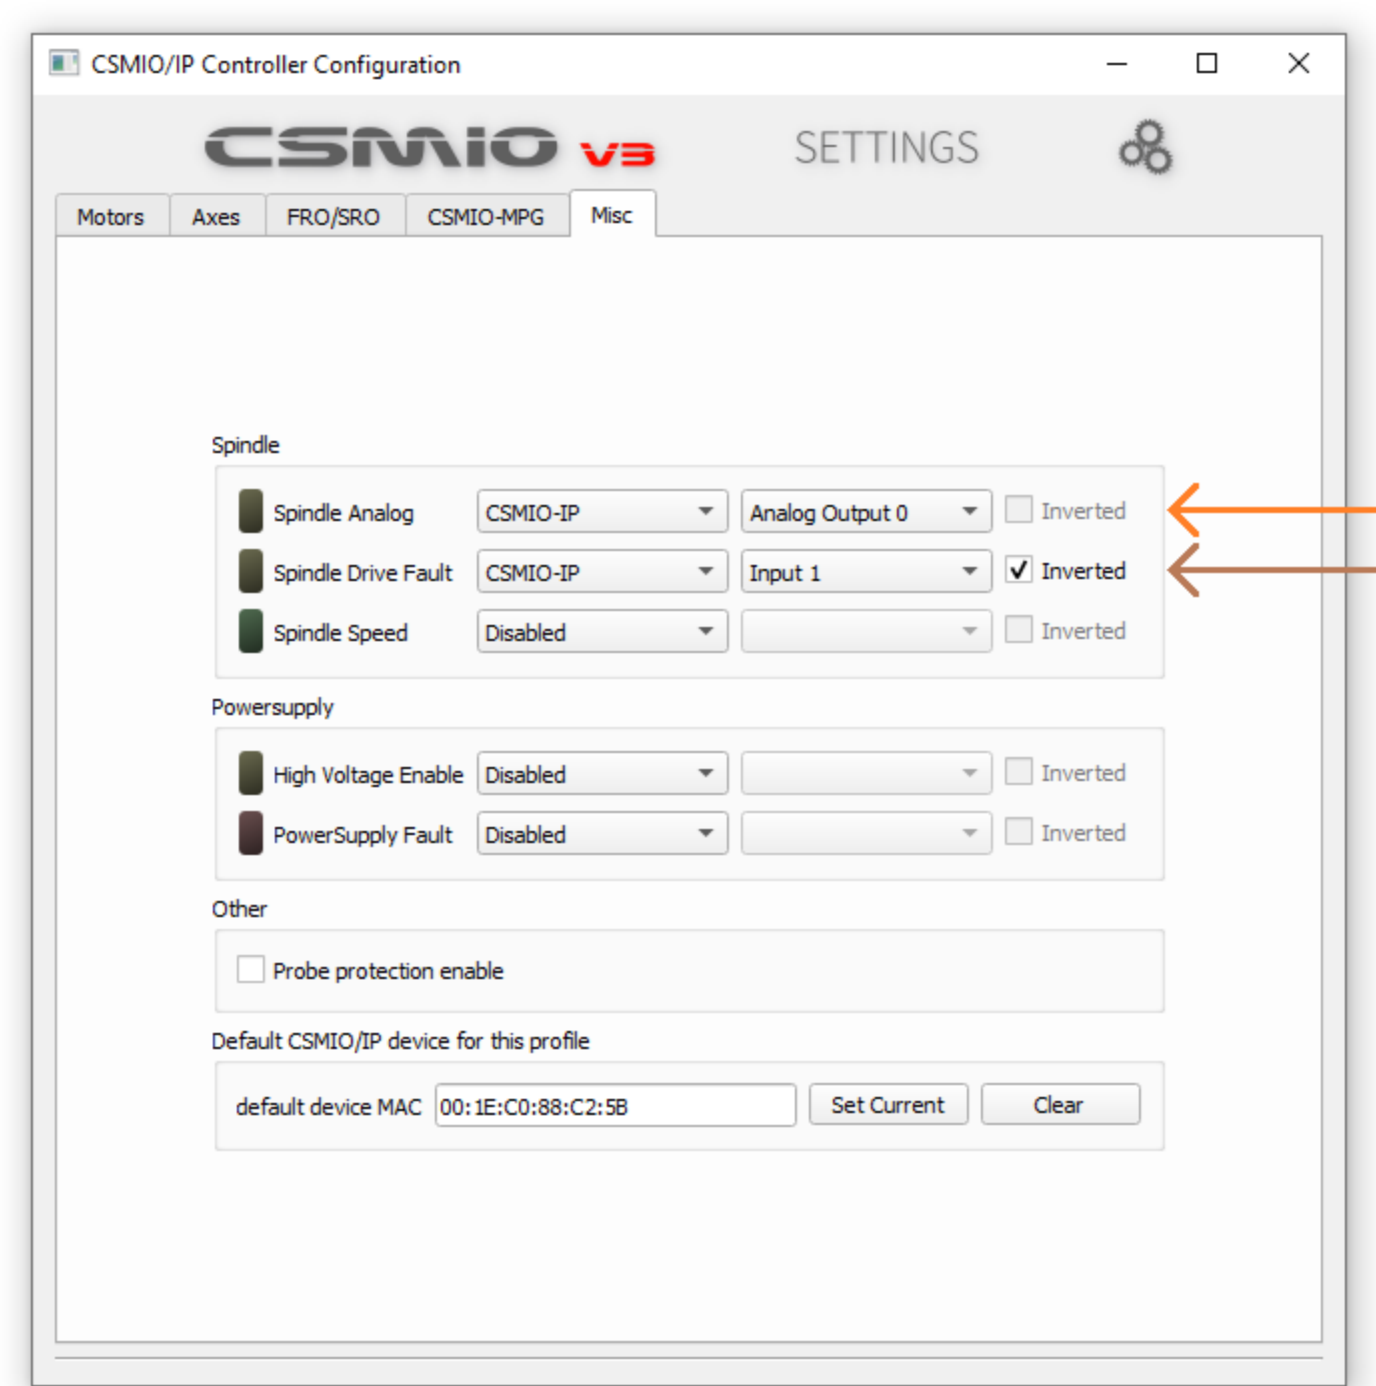 CSMIO/IP Controller Configuration
CSMIO V3 SETTINGS
Motors Axes FRO/SRO CSMIO-MPG Misc
Spindle
Spindle Analog CSMIO-IP Analog Output 0 Inverted
Spindle Drive Fault CSMIO-IP Input 1 Inverted
Spindle Speed Disabled Inverted
Powersupply
High Voltage Enable Disabled Inverted
PowerSupply Fault Disabled Inverted
Other
Probe protection enable
Default CSMIO/IP device for this profile
default device MAC 00:1E:C0:88:C2:5B Set Current Clear